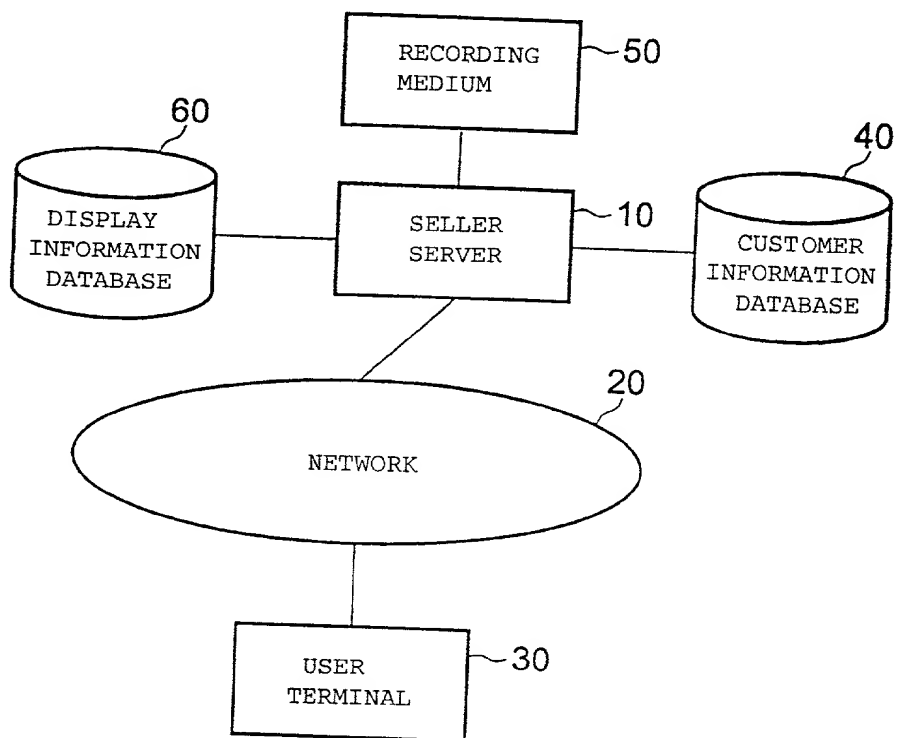 RECORDING
MEDIUM
50
60
40
DISPLAY
INFORMATION
DATABASE
SELLER
SERVER
10
CUSTOMER
INFORMATION
DATABASE
20
NETWORK
USER
TERMINAL
30